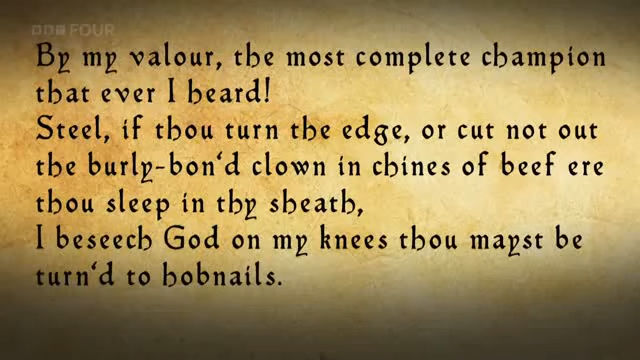 BBC FOUR
By my valour, the most complete champion
that ever I heard!
Steel, if thou turn the edge, or cut not out
the burly-bon'd clown in chines of beef ere
thou sleep in thy sheath,
I beseech God on my knees thou mayst be
turn'd to hobnails.